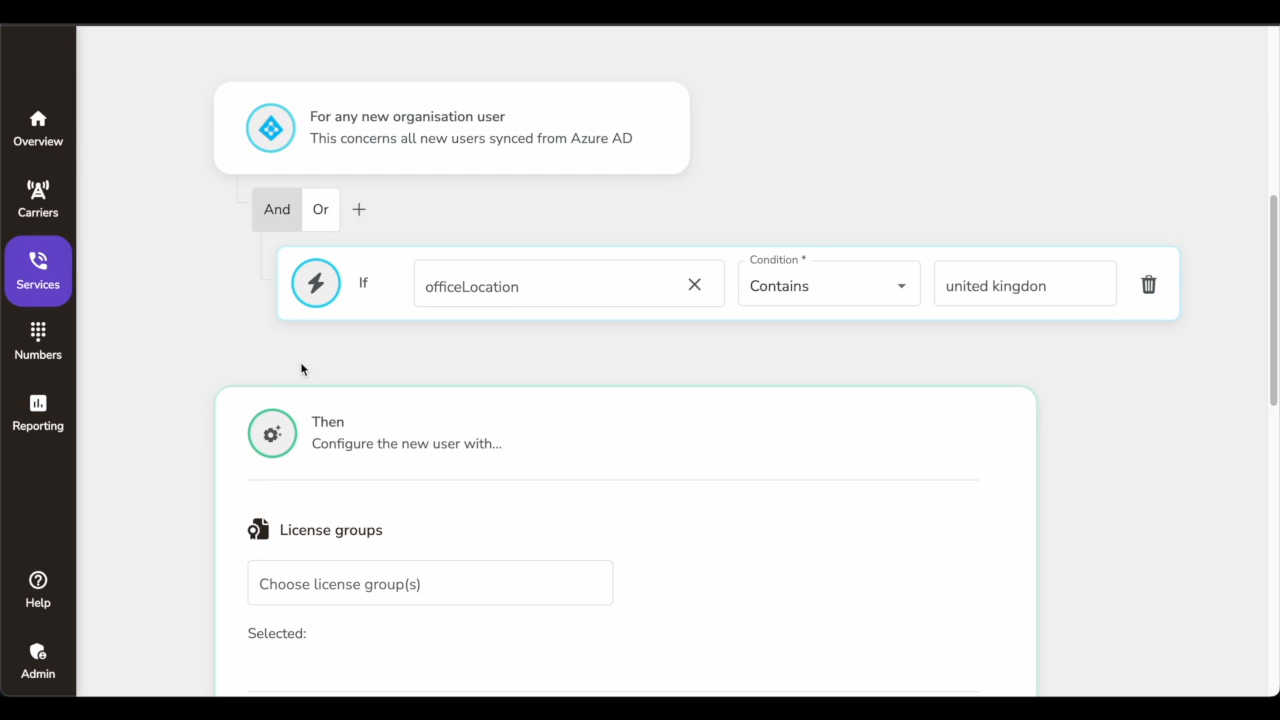 For any new organisation user
This concerns all new users synced from Azure AD
Overview
Carriers
And Or +
Services
If officeLocation Condition * Contains united kingdon
Numbers
Reporting
Then
Configure the new user with...
License groups
Choose license group(s)
Help
Selected:
Admin